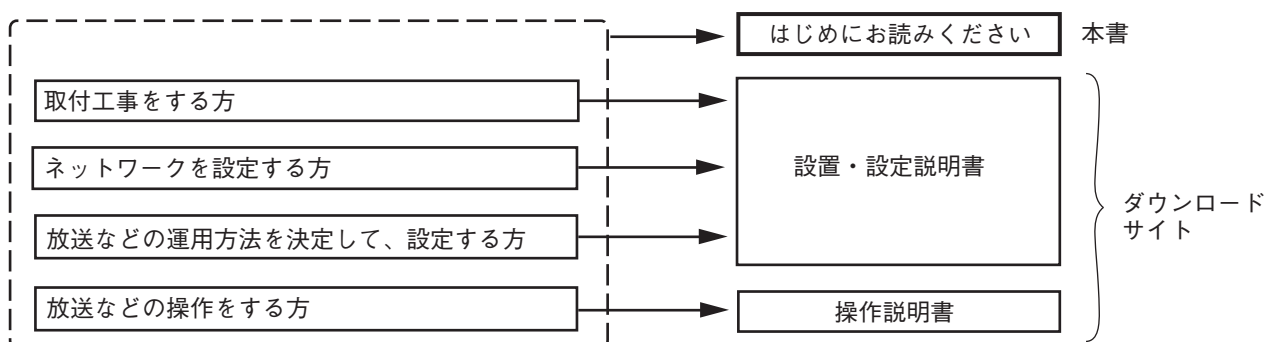 はじめにお読みください 本書
取付工事をする方
ネットワークを設定する方
設置・設定説明書
放送などの運用方法を決定して、設定する方
ダウンロード
サイト
放送などの操作をする方
操作説明書